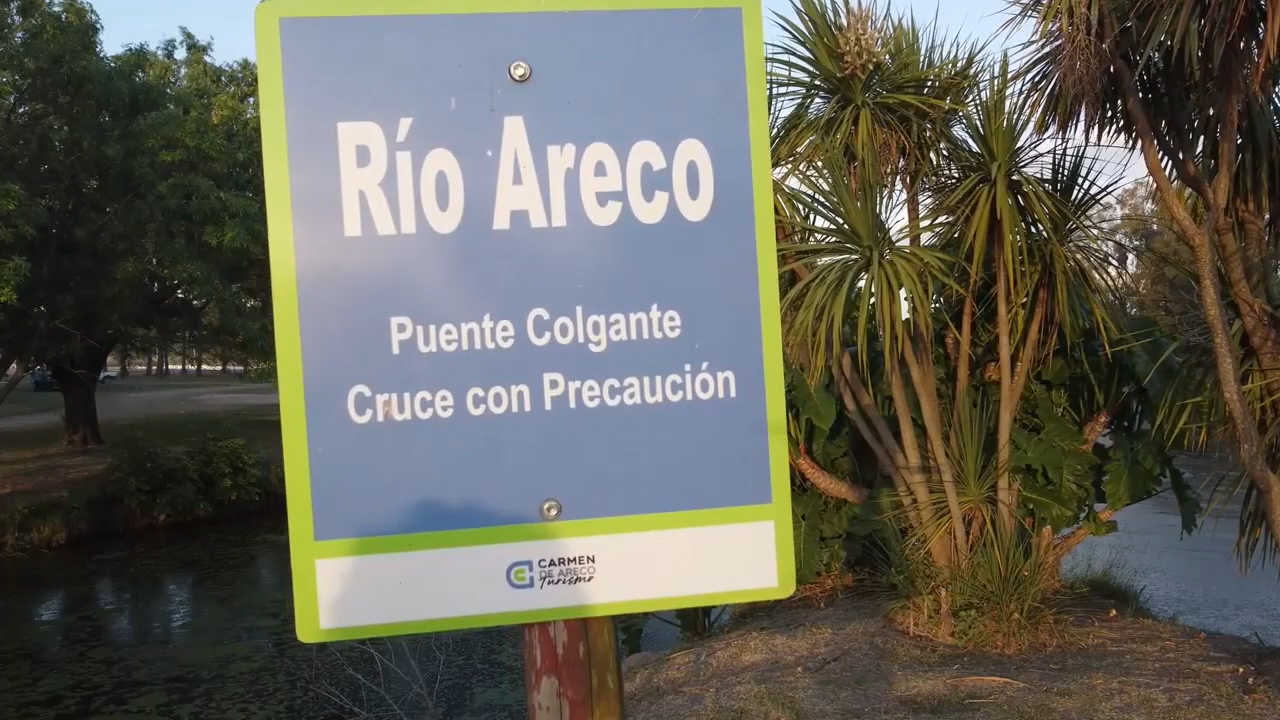 Río Areco
Puente Colgante
Cruce con Precaución
CARMEN
DE ARECO
Turismo